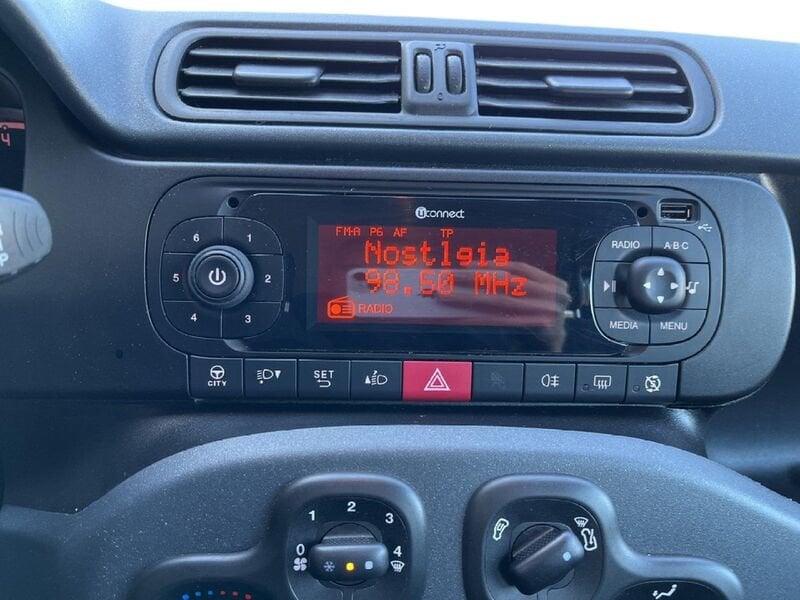 4
uconnect
FM-A P6 AF TP
Nostlgia
98.50 MHz
RADIO
6 1
5 2
4 3
RADIO A·B·C
MEDIA MENU
CITY
SET
0 1 2 3 4